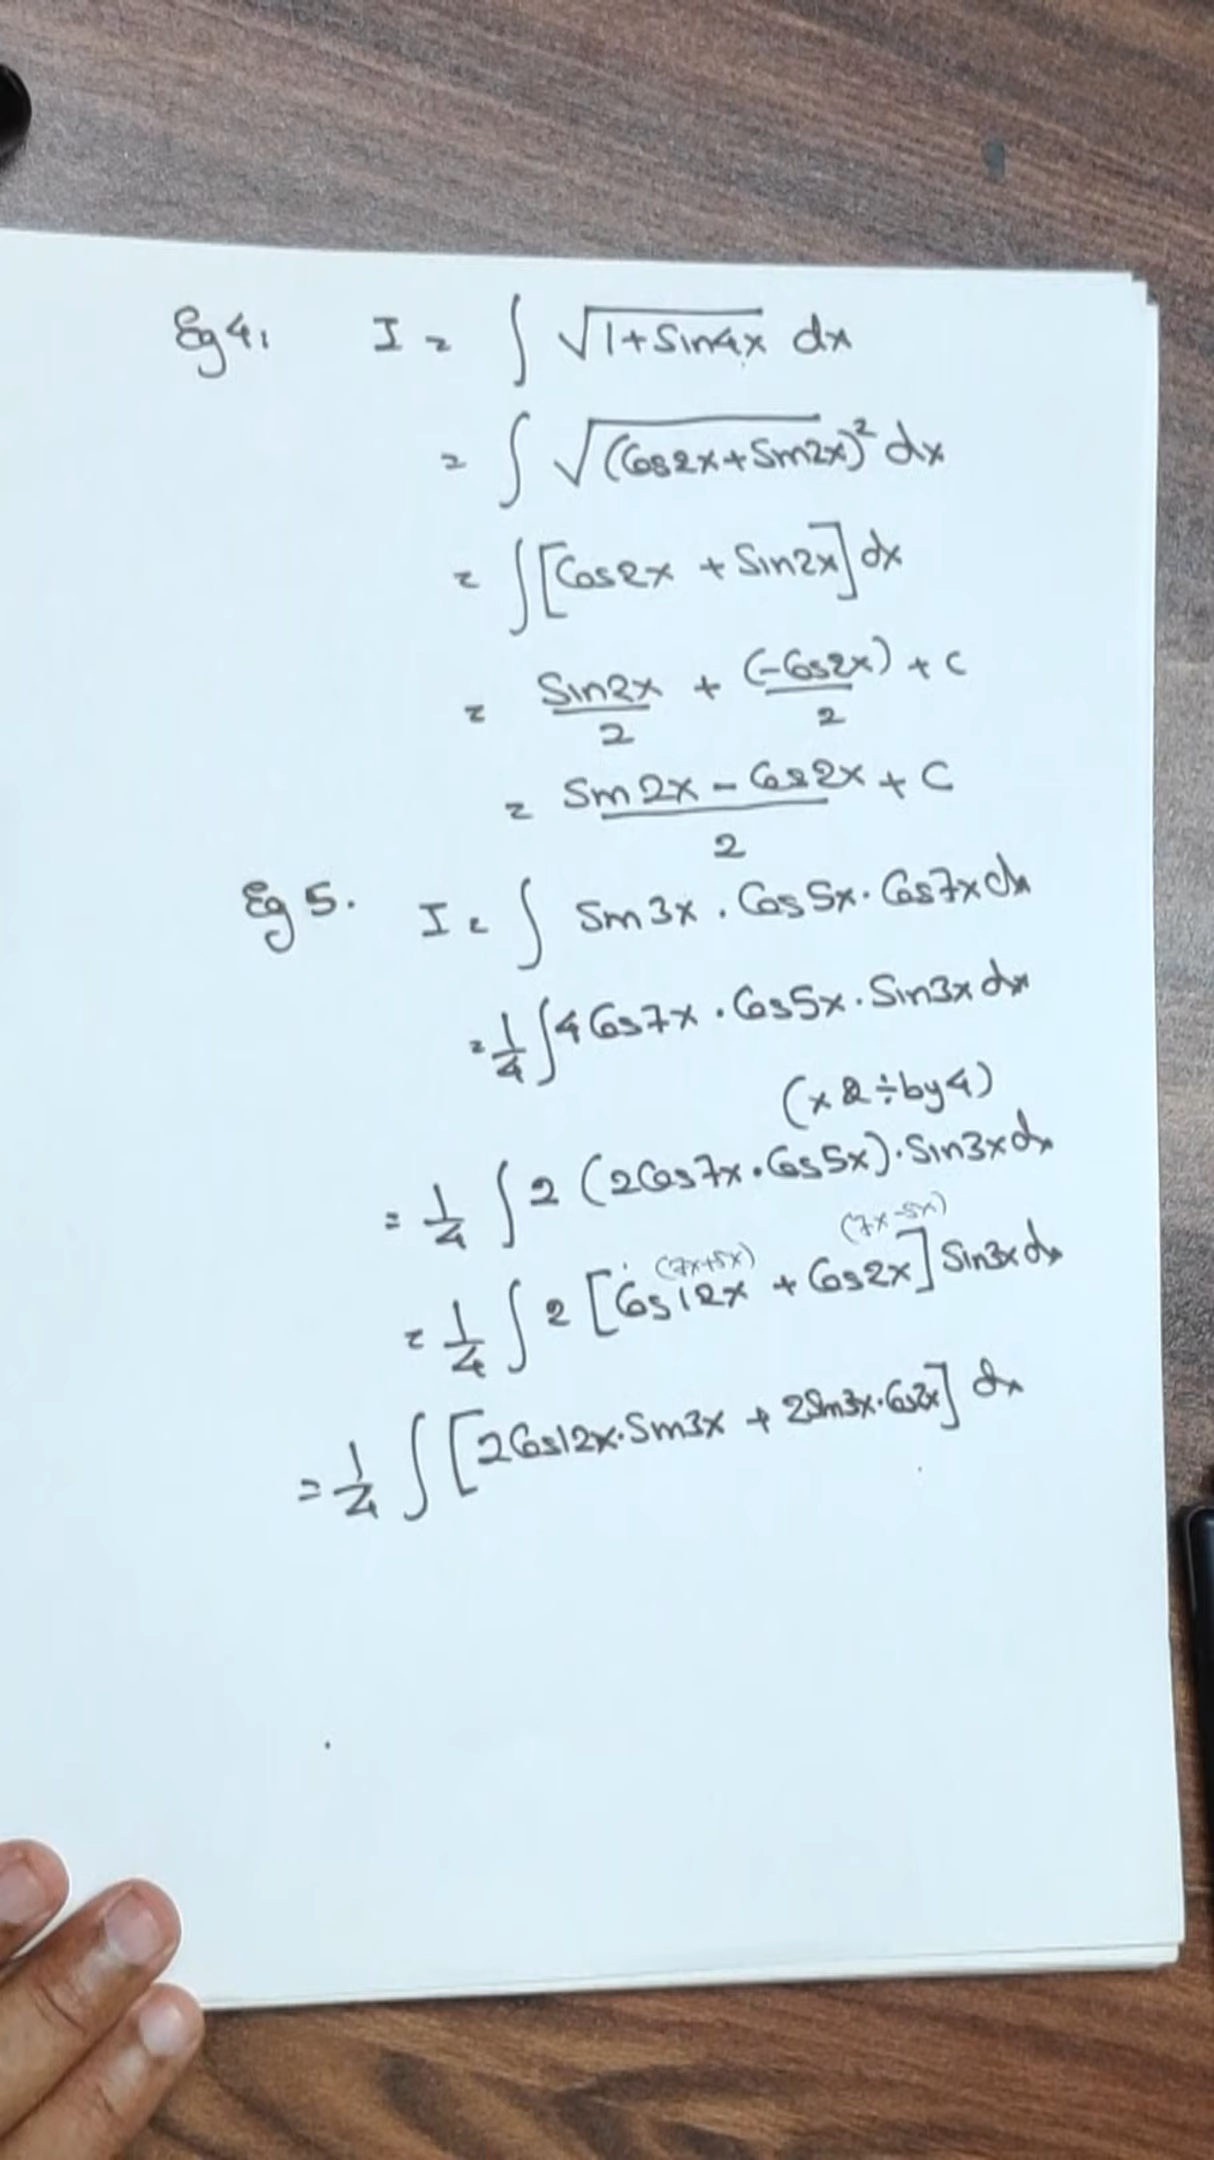 Eg 4. I = ∫ √(1+Sin4x) dx
= ∫ √(Cos2x+Sin2x)² dx
= ∫ [Cos2x + Sin2x] dx
= Sin2x/2 + (-Cos2x)/2 + C
= (Sin2x - Cos2x)/2 + C
Eg 5. I = ∫ Sin3x . Cos5x . Cos7x dx
= 1/4 ∫ 4 Cos7x . Cos5x . Sin3x dx
(x & ÷ by 4)
= 1/4 ∫ 2 (2Cos7x . Cos5x) . Sin3x dx
(7x+5x) (7x-5x)
= 1/4 ∫ 2 [Cos12x + Cos2x] Sin3x dx
= 1/4 ∫ [2Cos12x . Sin3x + 2Sin3x . Cos2x] dx